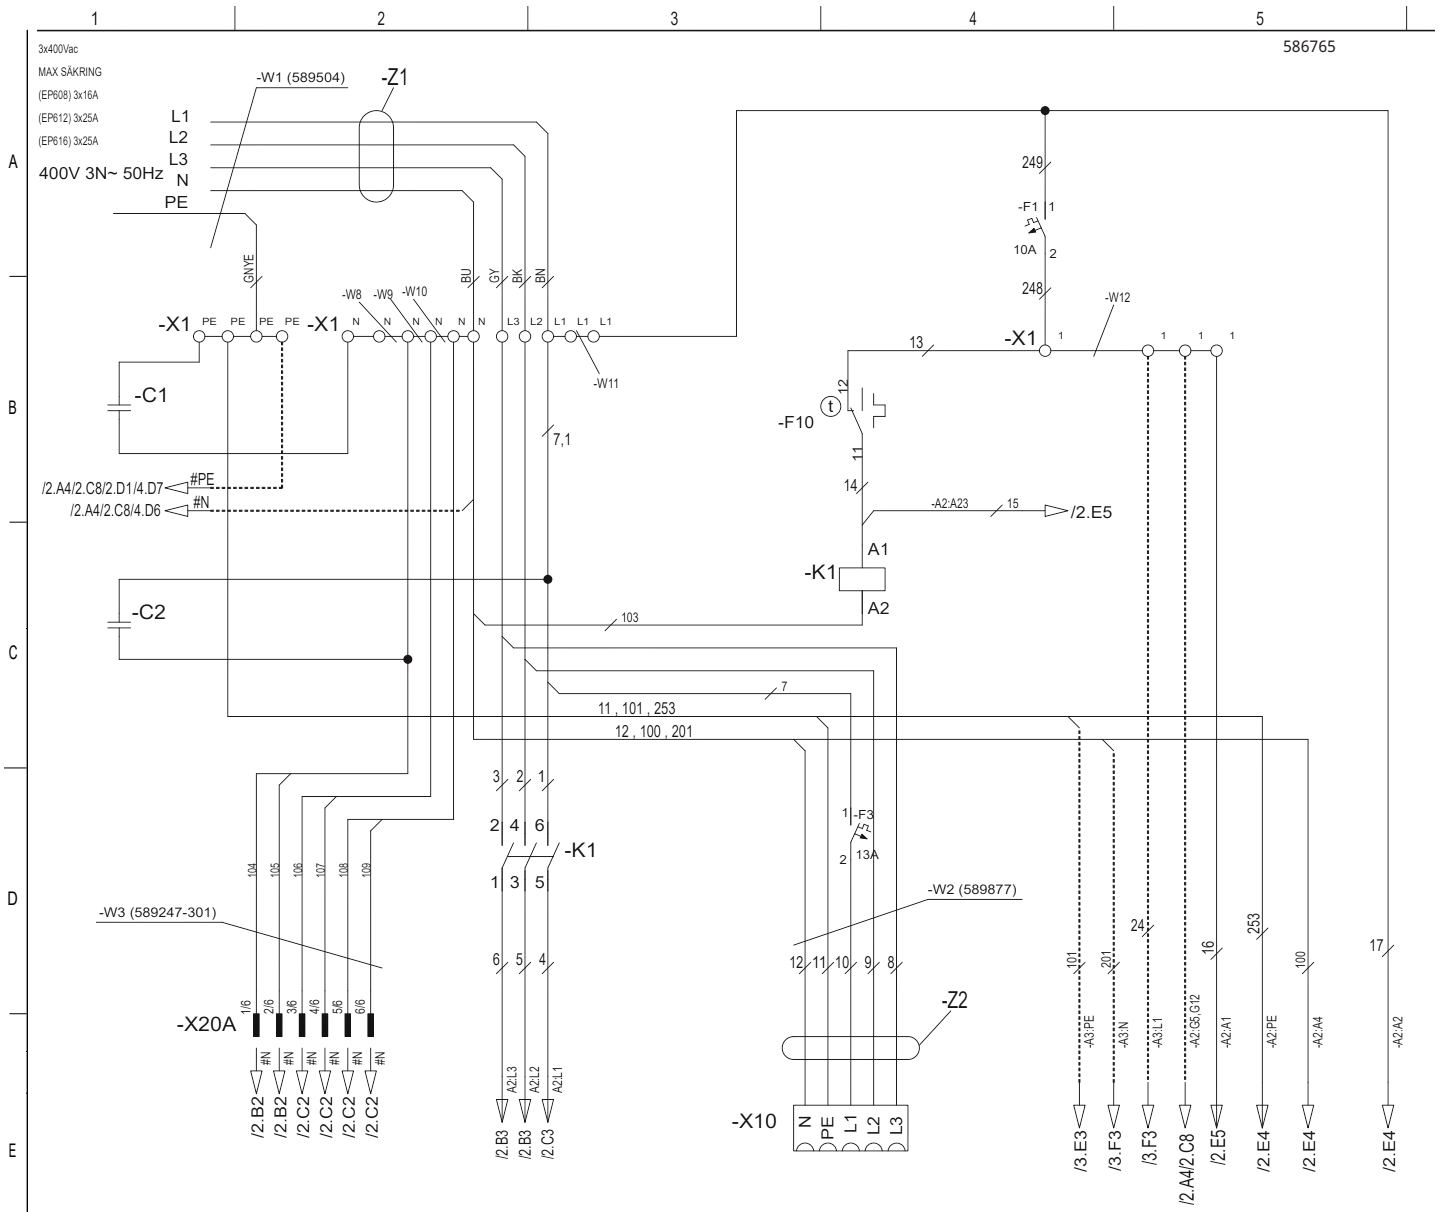 1 2 3 4 5
586765
3x400Vac
MAX SÄKRING
(EP608) 3x16A
(EP612) 3x25A
(EP616) 3x25A
400V 3N~ 50Hz
L1
L2
L3
N
PE
-W1 (589504)
-Z1
A
249
-F1 1
10A 2
248
GNYE BU GY BK BN
-W8 -W9 -W10
-W12
-X1 PE PE PE PE
-X1 N N N N N N L3 L2 L1 L1 L1
-W11
13
-X1 1 1 1 1
B
-C1
12
t
-F10
11
7,1
14
/2.A4/2.C8/2.D1/4.D7 #PE
/2.A4/2.C8/4.D6 #N
-A2:A23 15 /2.E5
A1
-K1
A2
-C2
103
C
7
11 , 101 , 253
12 , 100 , 201
3 2 1
2 4 6
-K1
1 3 5
1 -F3
2 13A
104 105 106 107 108 109
D
-W3 (589247-301)
-W2 (589877)
6 5 4
12 11 10 9 8
101 201 24 16 253 100 17
-X20A 1/6 2/6 3/6 4/6 5/6 6/6
#N #N #N #N #N #N
/2.B2 /2.B2 /2.C2 /2.C2 /2.C2 /2.C2
A2:L3 A2:L2 A2:L1
/2.B3 /2.B3 /2.C3
-Z2
-X10 N PE L1 L2 L3
-A3:PE -A3:N -A3:L1 -A2:G5,G12 -A2:A1 -A2:PE -A2:A4 -A2:A2
/3.E3 /3.F3 /3.F3 /2.A4/2.C8 /2.E5 /2.E4 /2.E4 /2.E4
E